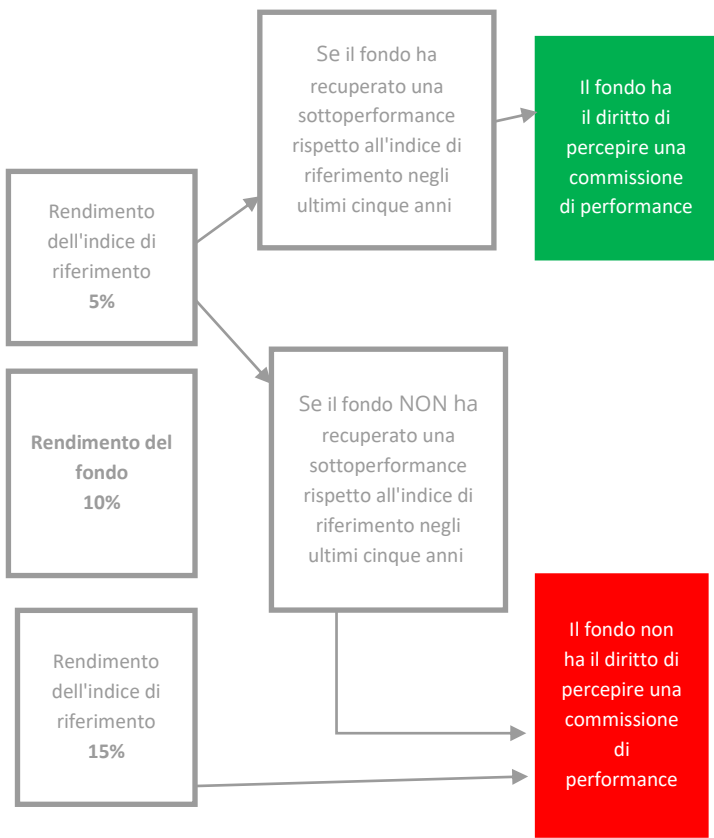 Se il fondo ha
recuperato una
sottoperformance
rispetto all'indice di
riferimento negli
ultimi cinque anni
Il fondo ha
il diritto di
percepire una
commissione
di performance
Rendimento
dell'indice di
riferimento
5%
Se il fondo NON ha
recuperato una
sottoperformance
rispetto all'indice di
riferimento negli
ultimi cinque anni
Rendimento del
fondo
10%
Rendimento
dell'indice di
riferimento
15%
Il fondo non
ha il diritto di
percepire una
commissione
di
performance